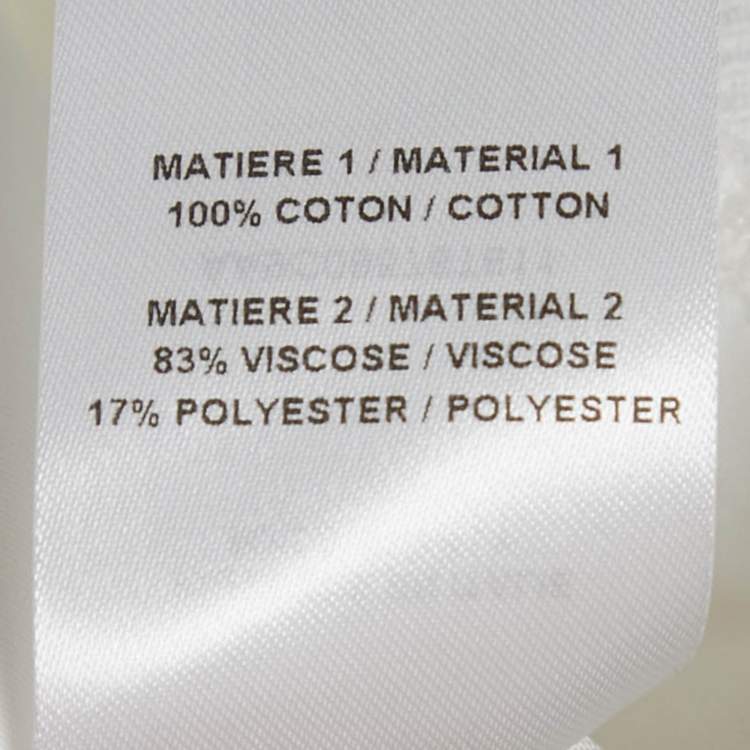 MATIERE 1 / MATERIAL 1
100% COTON / COTTON
MATIERE 2 / MATERIAL 2
83% VISCOSE / VISCOSE
17% POLYESTER / POLYESTER